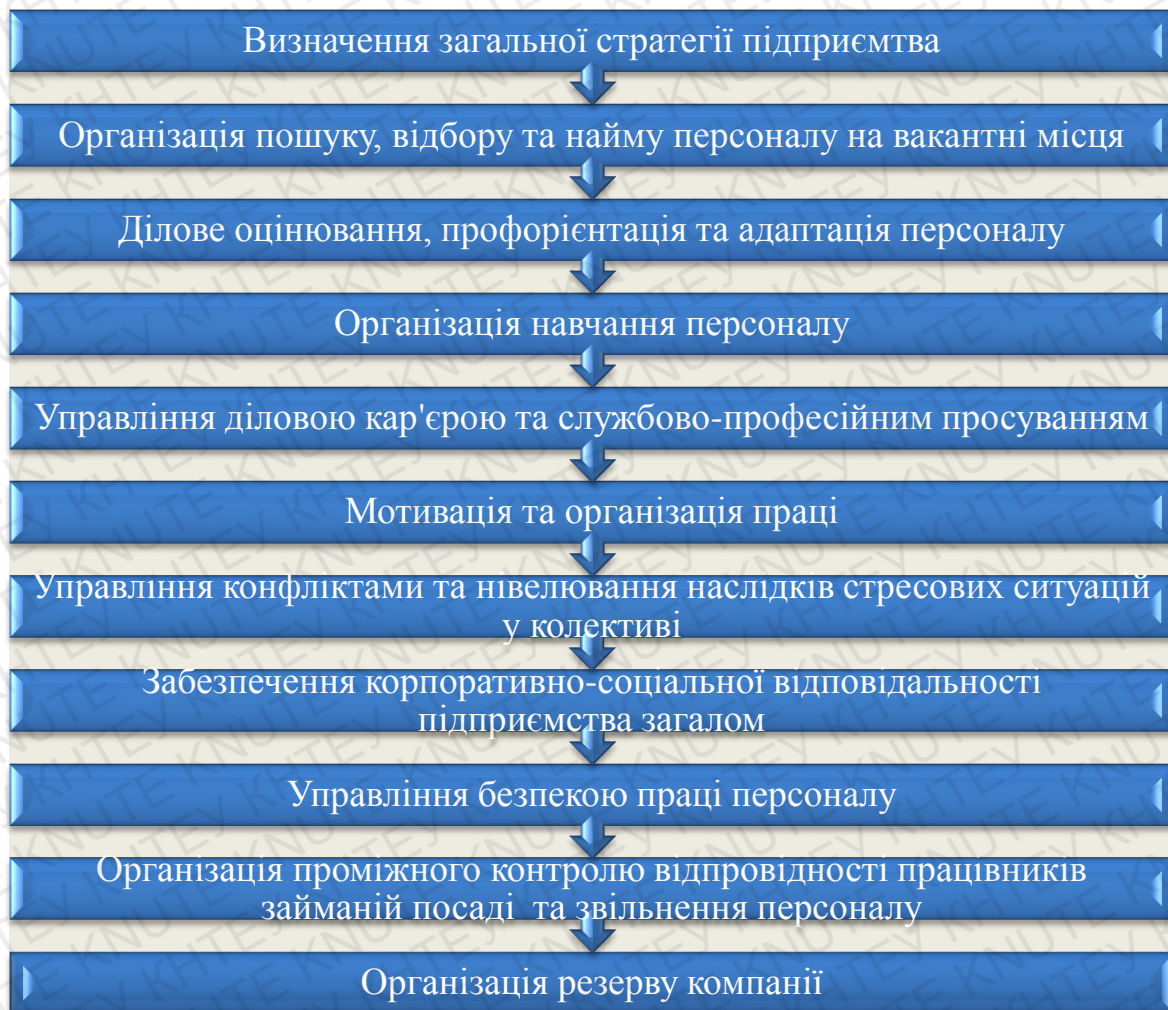 Визначення загальної стратегії підприємтва
Організація пошуку, відбору та найму персоналу на вакантні місця
Ділове оцінювання, профорієнтація та адаптація персоналу
Організація навчання персоналу
Управління діловою кар'єрою та службово-професійним просуванням
Мотивація та організація праці
Управління конфліктами та нівелювання наслідків стресових ситуацій
у колективі
Забезпечення корпоративно-соціальної відповідальності
підприємства загалом
Управління безпекою праці персоналу
Організація проміжного контролю відпровідності працівників
займаній посаді та звільнення персоналу
Організація резерву компанії